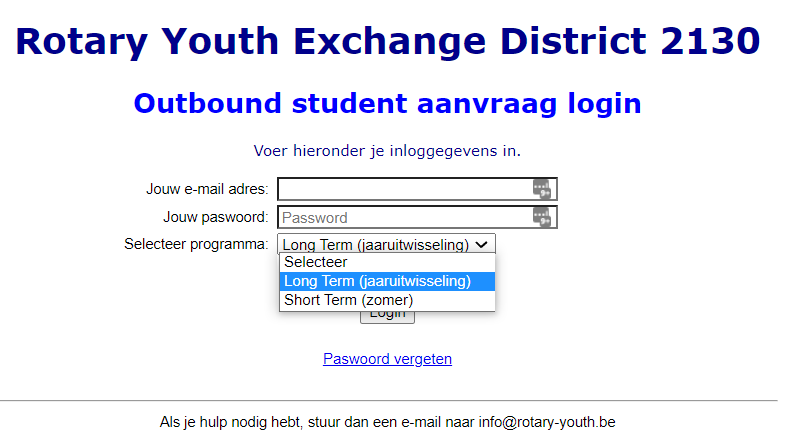 Rotary Youth Exchange District 2130
Outbound student aanvraag login
Voer hieronder je inloggegevens in.
Jouw e-mail adres:
9+
Jouw paswoord: Password
9+
Selecteer programma: Long Term (jaaruitwisseling)
Selecteer
Long Term (jaaruitwisseling)
Short Term (zomer)
Login
Paswoord vergeten
Als je hulp nodig hebt, stuur dan een e-mail naar info@rotary-youth.be